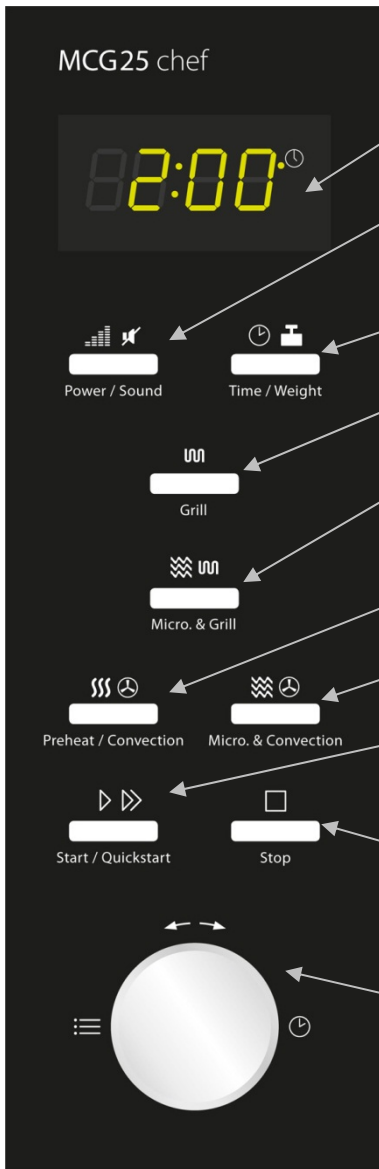 MCG25 chef
2:00
Power / Sound
Time / Weight
Grill
Micro. & Grill
Preheat / Convection
Micro. & Convection
Start / Quickstart
Stop